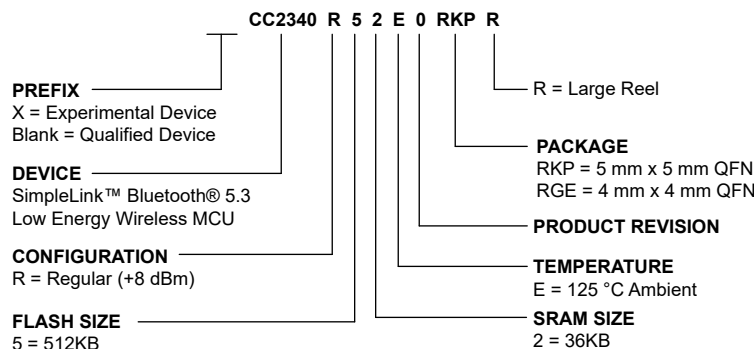 CC2340 R 5 2 E 0 RKP R
PREFIX
X = Experimental Device
Blank = Qualified Device
DEVICE
SimpleLink™ Bluetooth® 5.3
Low Energy Wireless MCU
CONFIGURATION
R = Regular (+8 dBm)
FLASH SIZE
5 = 512KB
R = Large Reel
PACKAGE
RKP = 5 mm x 5 mm QFN
RGE = 4 mm x 4 mm QFN
PRODUCT REVISION
TEMPERATURE
E = 125 °C Ambient
SRAM SIZE
2 = 36KB